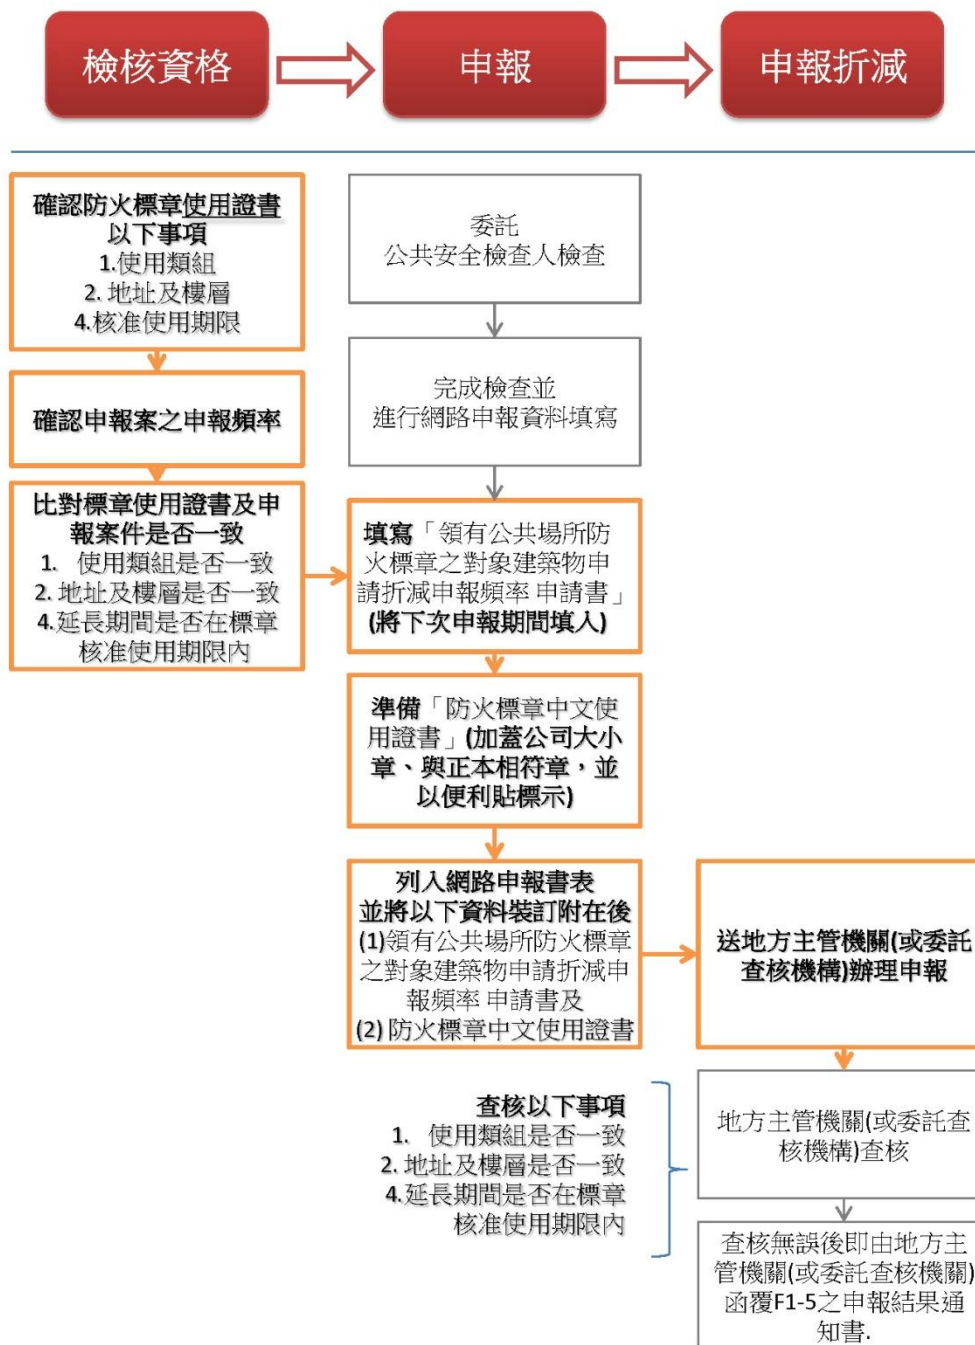 檢核資格
申報
申報折減
確認防火標章使用證書
以下事項
1.使用類組
2. 地址及樓層
4.核准使用期限
確認申報案之申報頻率
比對標章使用證書及申
報案件是否一致
1. 使用類組是否一致
2. 地址及樓層是否一致
4.延長期間是否在標章
核准使用期限內
委託
公共安全檢查人檢查
完成檢查並
進行網路申報資料填寫
填寫「領有公共場所防
火標章之對象建築物申
請折減申報頻率 申請書」
(將下次申報期間填入)
準備「防火標章中文使
用證書」(加蓋公司大小
章、與正本相符章，並
以便利貼標示)
列入網路申報書表
並將以下資料裝訂附在後
(1)領有公共場所防火標章
之對象建築物申請折減申
報頻率 申請書及
(2) 防火標章中文使用證書
送地方主管機關(或委託
查核機構)辦理申報
查核以下事項
1. 使用類組是否一致
2. 地址及樓層是否一致
4.延長期間是否在標章
核准使用期限內
地方主管機關(或委託查
核機構)查核
查核無誤後即由地方主
管機關(或委託查核機關)
函覆F1-5之申報結果通
知書.